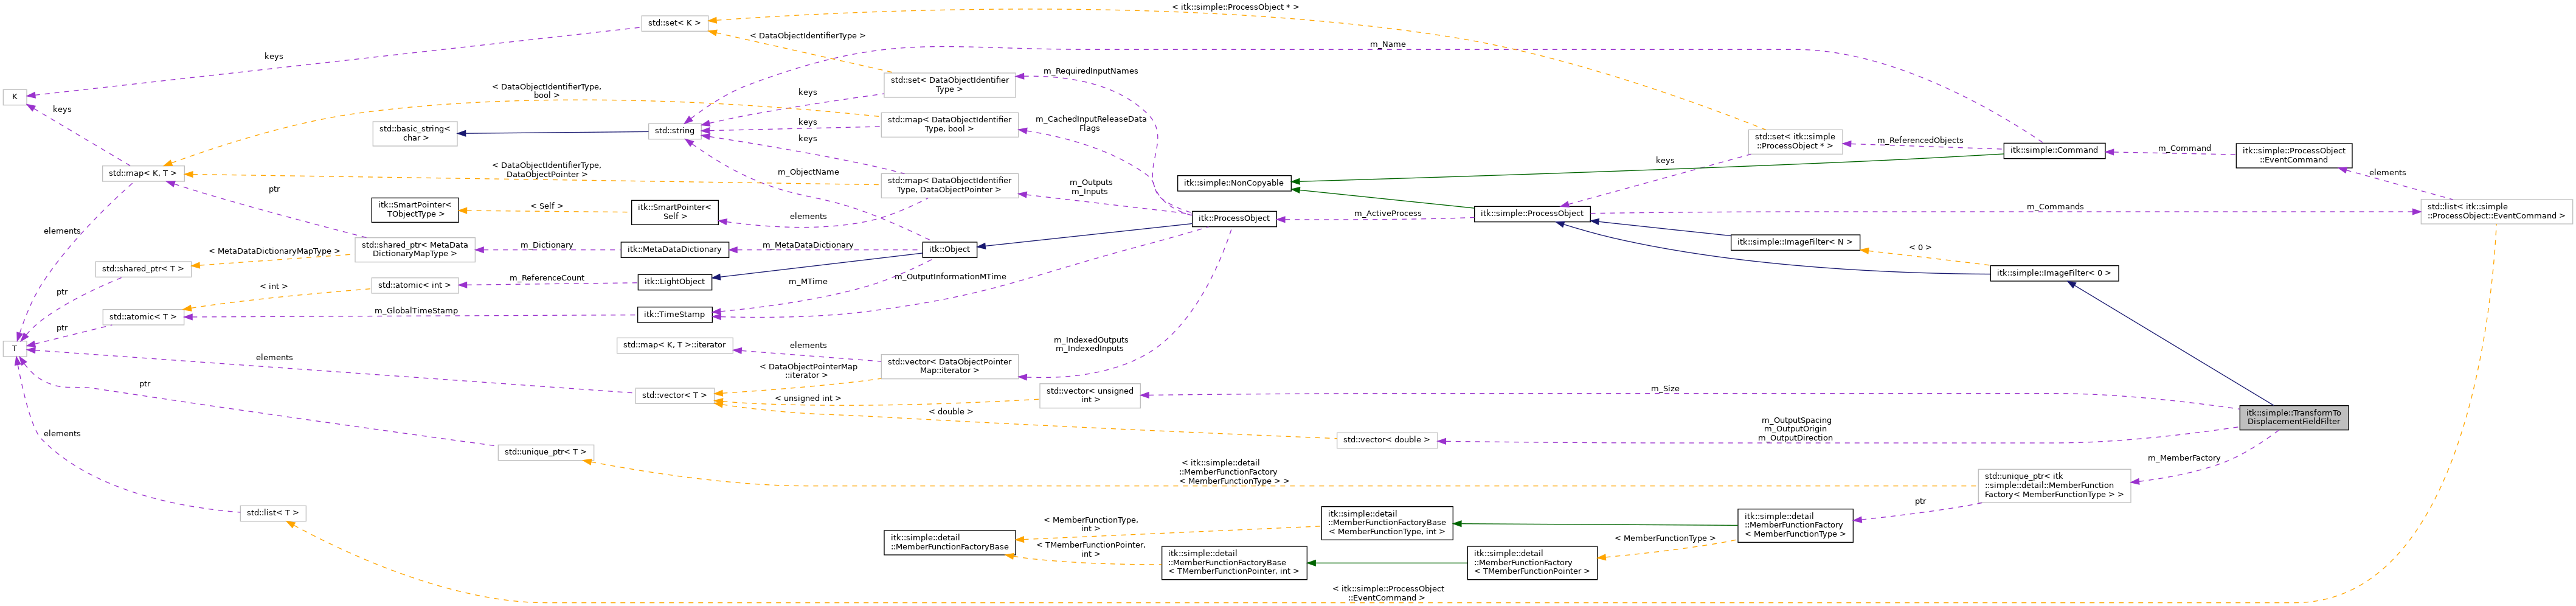 < itk::simple::ProcessObject * >
std::set< K >
< DataObjectIdentifierType >
m_Name
keys
m_RequiredInputNames
std::set< DataObjectIdentifier
Type >
K
keys
< DataObjectIdentifierType,
bool >
keys
std::basic_string<
char >
std::string
keys
std::map< DataObjectIdentifier
Type, bool >
m_CachedInputReleaseData
Flags
keys
std::set< itk::simple
::ProcessObject * >
m_ReferencedObjects
itk::simple::Command
m_Command
itk::simple::ProcessObject
::EventCommand
std::map< K, T >
< DataObjectIdentifierType,
DataObjectPointer >
m_ObjectName
std::map< DataObjectIdentifier
Type, DataObjectPointer >
m_Outputs
m_Inputs
itk::simple::NonCopyable
keys
elements
ptr
itk::SmartPointer<
TObjectType >
< Self >
itk::SmartPointer<
Self >
elements
itk::ProcessObject
m_ActiveProcess
itk::simple::ProcessObject
m_Commands
std::list< itk::simple
::ProcessObject::EventCommand >
elements
< MetaDataDictionaryMapType >
std::shared_ptr< MetaData
DictionaryMapType >
m_Dictionary
itk::MetaDataDictionary
m_MetaDataDictionary
itk::Object
itk::simple::ImageFilter< N >
< 0 >
itk::simple::ImageFilter< 0 >
std::shared_ptr< T >
ptr
< int >
std::atomic< int >
m_ReferenceCount
itk::LightObject
m_MTime
m_OutputInformationMTime
std::atomic< T >
m_GlobalTimeStamp
itk::TimeStamp
ptr
T
elements
std::map< K, T >::iterator
elements
std::vector< DataObjectPointer
Map::iterator >
m_IndexedOutputs
m_IndexedInputs
< DataObjectPointerMap
::iterator >
ptr
std::vector< T >
< unsigned int >
std::vector< unsigned
int >
m_Size
< double >
std::vector< double >
m_OutputSpacing
m_OutputOrigin
m_OutputDirection
itk::simple::TransformTo
DisplacementFieldFilter
elements
std::unique_ptr< T >
< itk::simple::detail
::MemberFunctionFactory
< MemberFunctionType > >
m_MemberFactory
std::unique_ptr< itk
::simple::detail::MemberFunction
Factory< MemberFunctionType > >
ptr
std::list< T >
itk::simple::detail
::MemberFunctionFactoryBase
< MemberFunctionType,
int >
itk::simple::detail
::MemberFunctionFactoryBase
< MemberFunctionType, int >
itk::simple::detail
::MemberFunctionFactory
< MemberFunctionType >
< TMemberFunctionPointer,
int >
itk::simple::detail
::MemberFunctionFactoryBase
< TMemberFunctionPointer, int >
itk::simple::detail
::MemberFunctionFactory
< TMemberFunctionPointer >
< MemberFunctionType >
< itk::simple::ProcessObject
::EventCommand >